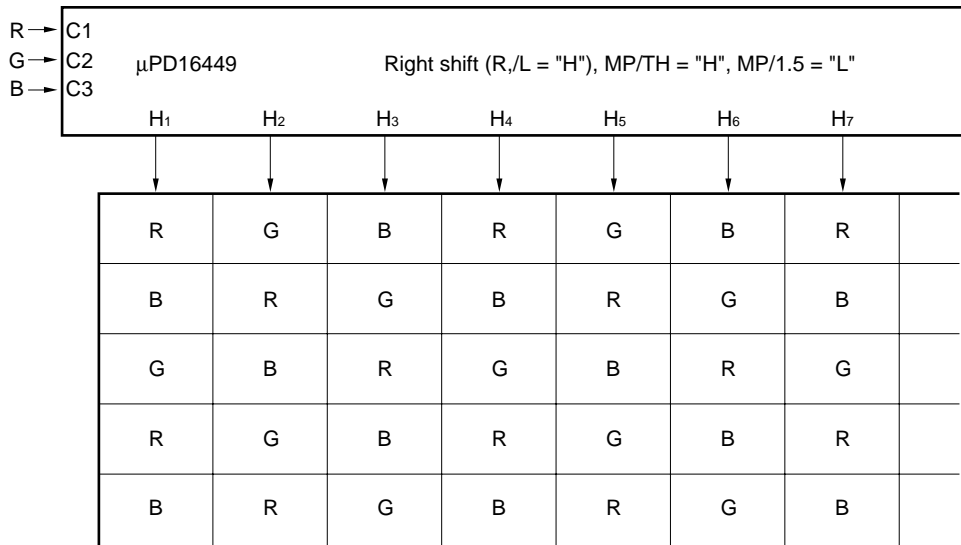 R C1
G C2
B C3
μPD16449 Right shift (R,/L = "H"), MP/TH = "H", MP/1.5 = "L"
H1 H2 H3 H4 H5 H6 H7
R G B R G B R
B R G B R G B
G B R G B R G
R G B R G B R
B R G B R G B